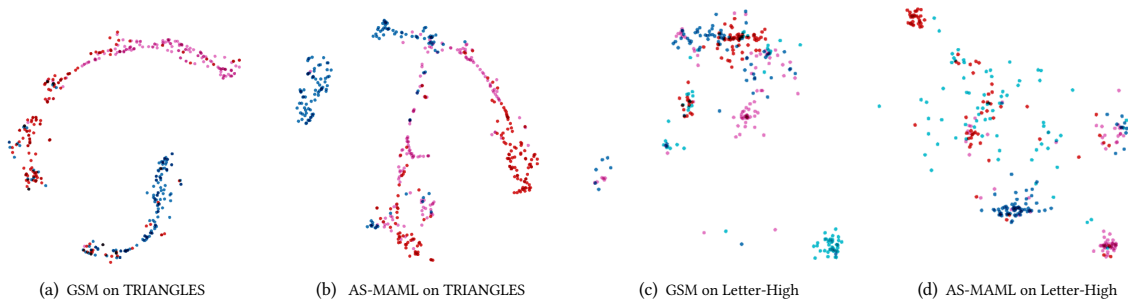 (a) GSM on TRIANGLES
(b) AS-MAML on TRIANGLES
(c) GSM on Letter-High
(d) AS-MAML on Letter-High